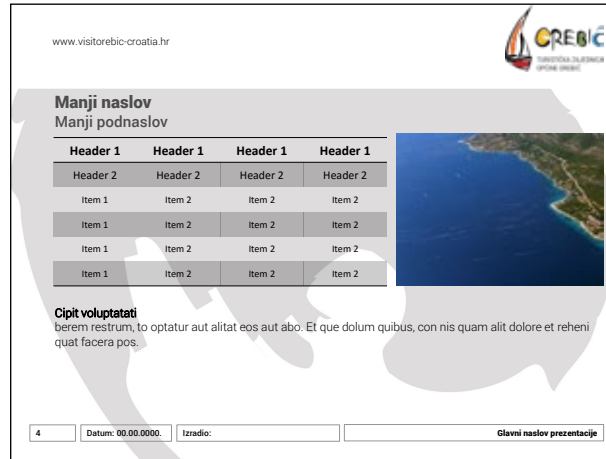 www.visitorebic-croatia.hr
OREBIĆ
TURISTIČKA ZAJEDNICA
OPĆINE OREBIĆ
Manji naslov
Manji podnaslov
Header 1 Header 1 Header 1 Header 1
Header 2 Header 2 Header 2 Header 2
Item 1 Item 2 Item 2 Item 2
Item 1 Item 2 Item 2 Item 2
Item 1 Item 2 Item 2 Item 2
Item 1 Item 2 Item 2 Item 2
Cipit voluptatati
berem restrum, to optatur aut alitat eos aut abo. Et que dolum quibus, con nis quam alit dolore et reheni
quat facera pos.
4 Datum: 00.00.0000. Izradio: Glavni naslov prezentacije